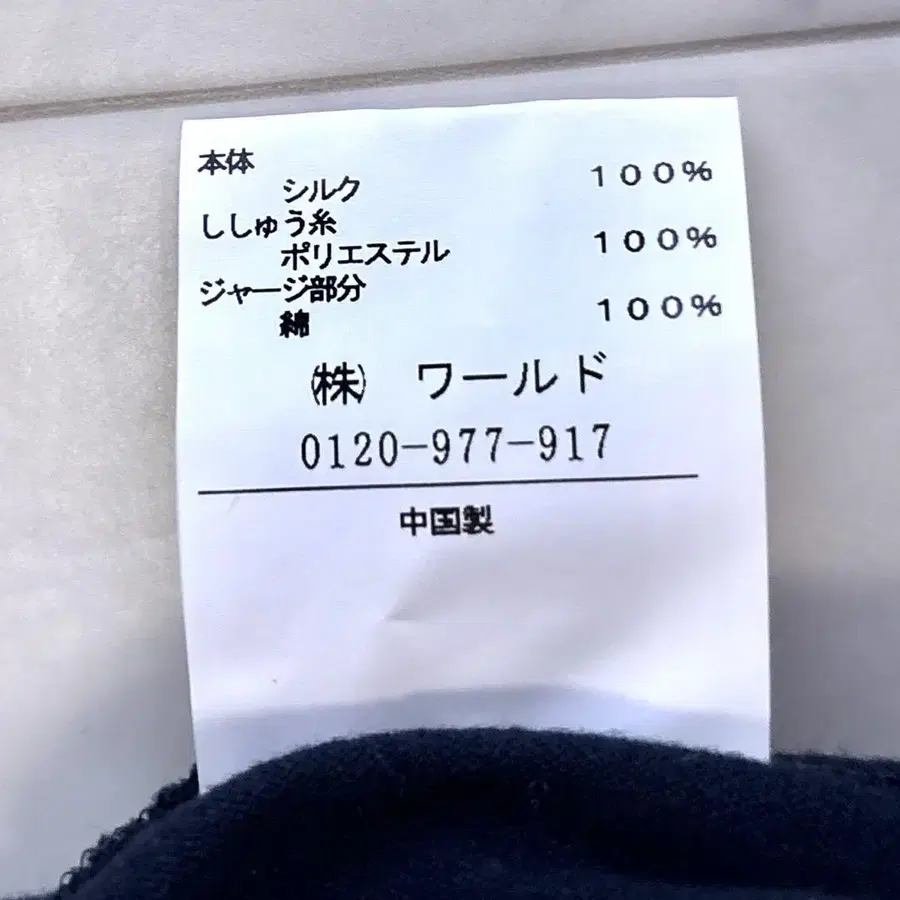 本体
シルク １００％
ししゅう糸
ポリエステル １００％
ジャージ部分
綿 １００％
㈱ ワールド
0120-977-917
中国製